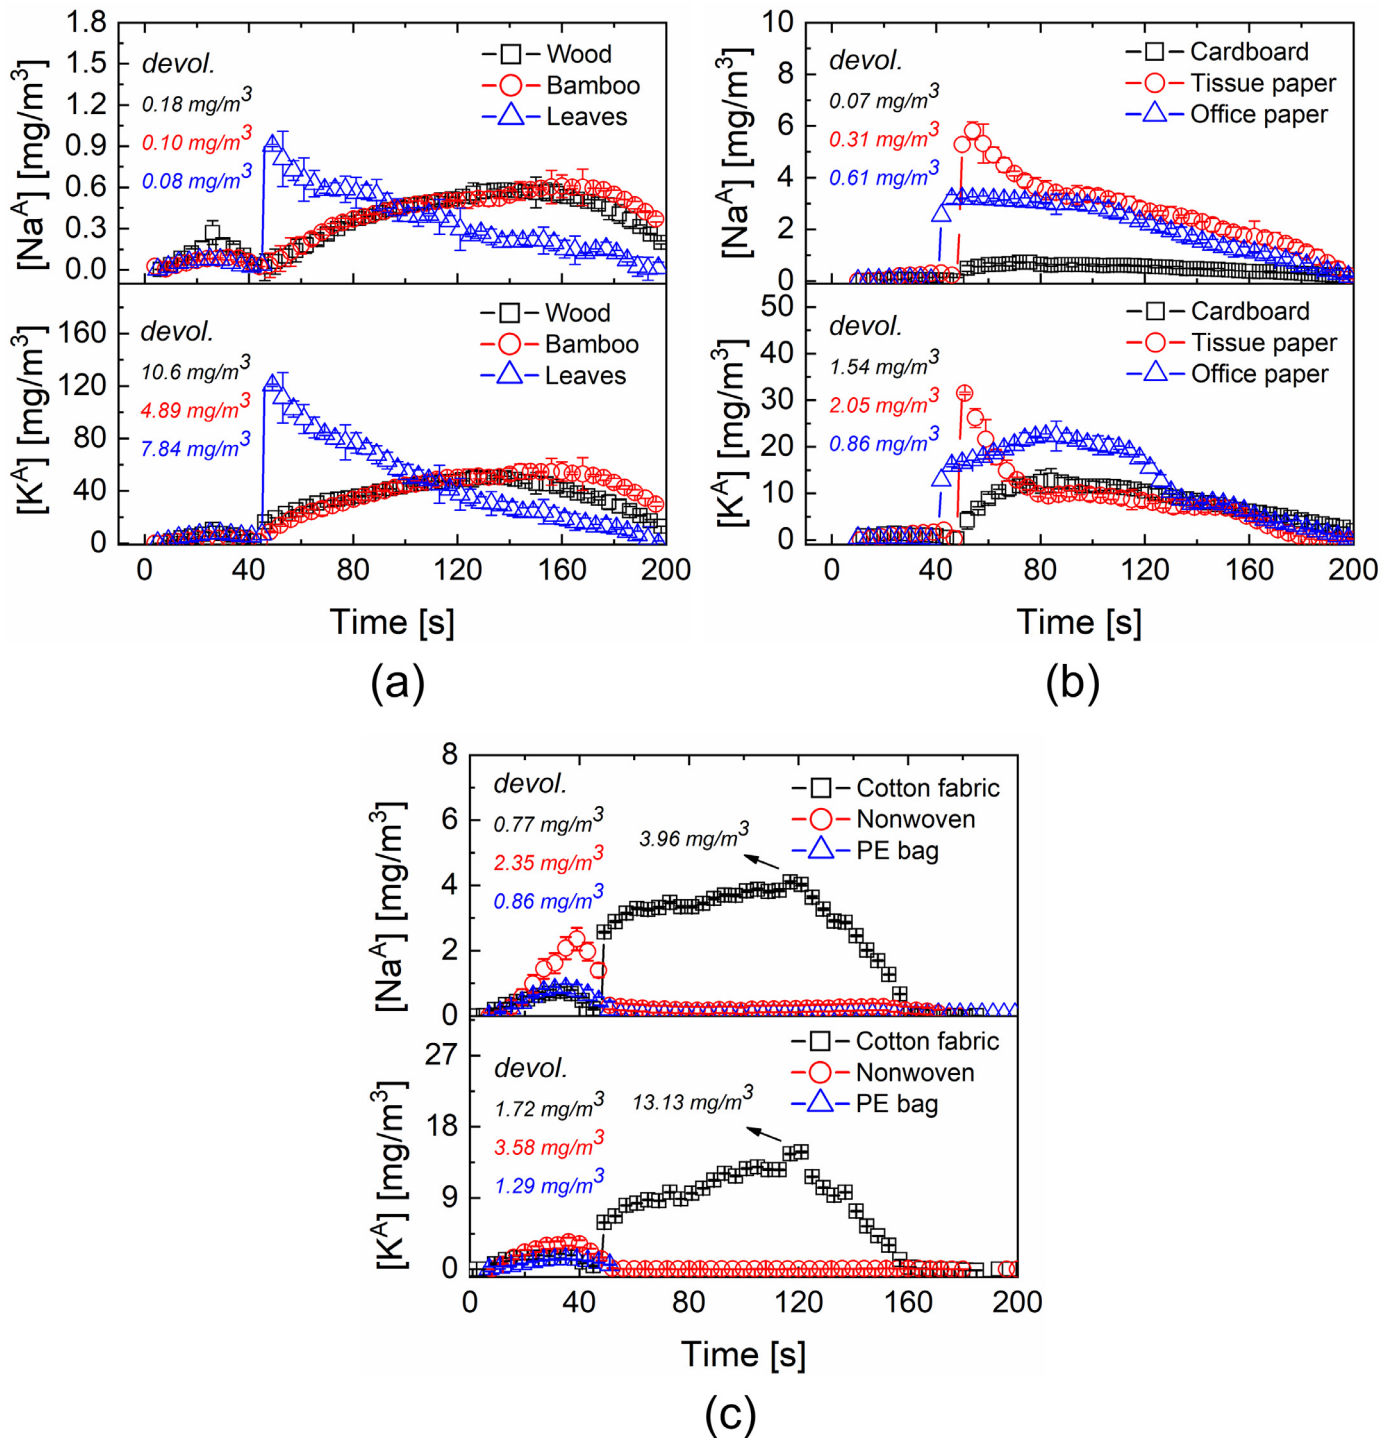 1.8
1.5
1.2
0.9
0.6
0.3
0.0
[Na^A] [mg/m^3]
devol.
0.18 mg/m^3
0.10 mg/m^3
0.08 mg/m^3
Wood
Bamboo
Leaves
160
120
80
40
0
[K^A] [mg/m^3]
devol.
10.6 mg/m^3
4.89 mg/m^3
7.84 mg/m^3
Wood
Bamboo
Leaves
0 40 80 120 160 200
Time [s]
(a)
10
8
6
4
2
0
[Na^A] [mg/m^3]
devol.
0.07 mg/m^3
0.31 mg/m^3
0.61 mg/m^3
Cardboard
Tissue paper
Office paper
50
40
30
20
10
0
[K^A] [mg/m^3]
devol.
1.54 mg/m^3
2.05 mg/m^3
0.86 mg/m^3
Cardboard
Tissue paper
Office paper
0 40 80 120 160 200
Time [s]
(b)
8
6
4
2
0
[Na^A] [mg/m^3]
devol.
0.77 mg/m^3
2.35 mg/m^3
0.86 mg/m^3
3.96 mg/m^3
Cotton fabric
Nonwoven
PE bag
27
18
9
0
[K^A] [mg/m^3]
devol.
1.72 mg/m^3
3.58 mg/m^3
1.29 mg/m^3
13.13 mg/m^3
Cotton fabric
Nonwoven
PE bag
0 40 80 120 160 200
Time [s]
(c)